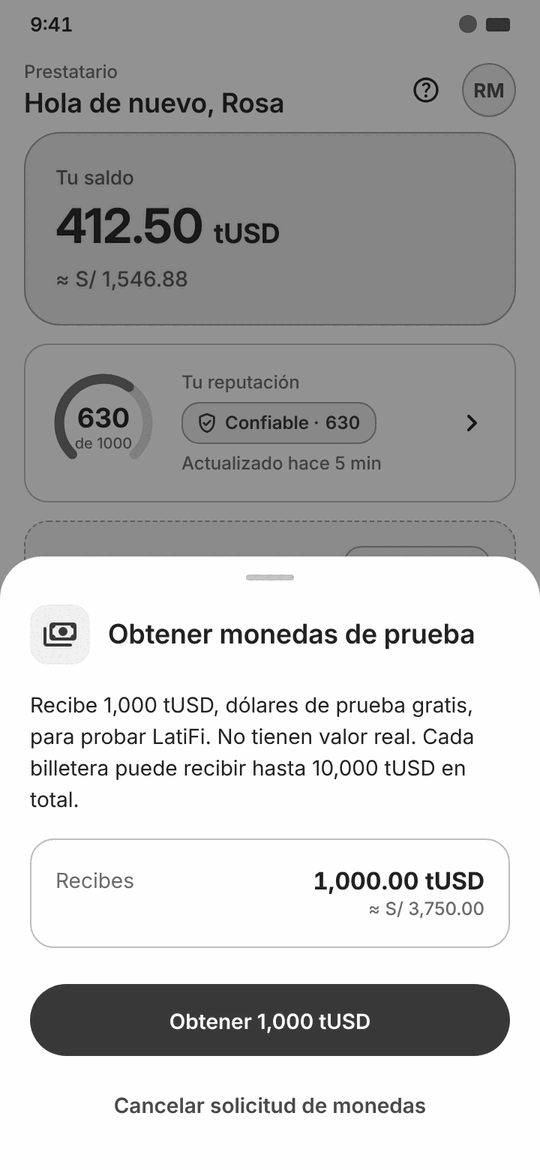 9:41
Prestatario
Hola de nuevo, Rosa
RM
Tu saldo
412.50 tUSD
≈ S/ 1,546.88
630
de 1000
Tu reputación
Confiable · 630
Actualizado hace 5 min
Obtener monedas de prueba
Recibe 1,000 tUSD, dólares de prueba gratis,
para probar LatiFi. No tienen valor real. Cada
billetera puede recibir hasta 10,000 tUSD en
total.
Recibes
1,000.00 tUSD
≈ S/ 3,750.00
Obtener 1,000 tUSD
Cancelar solicitud de monedas